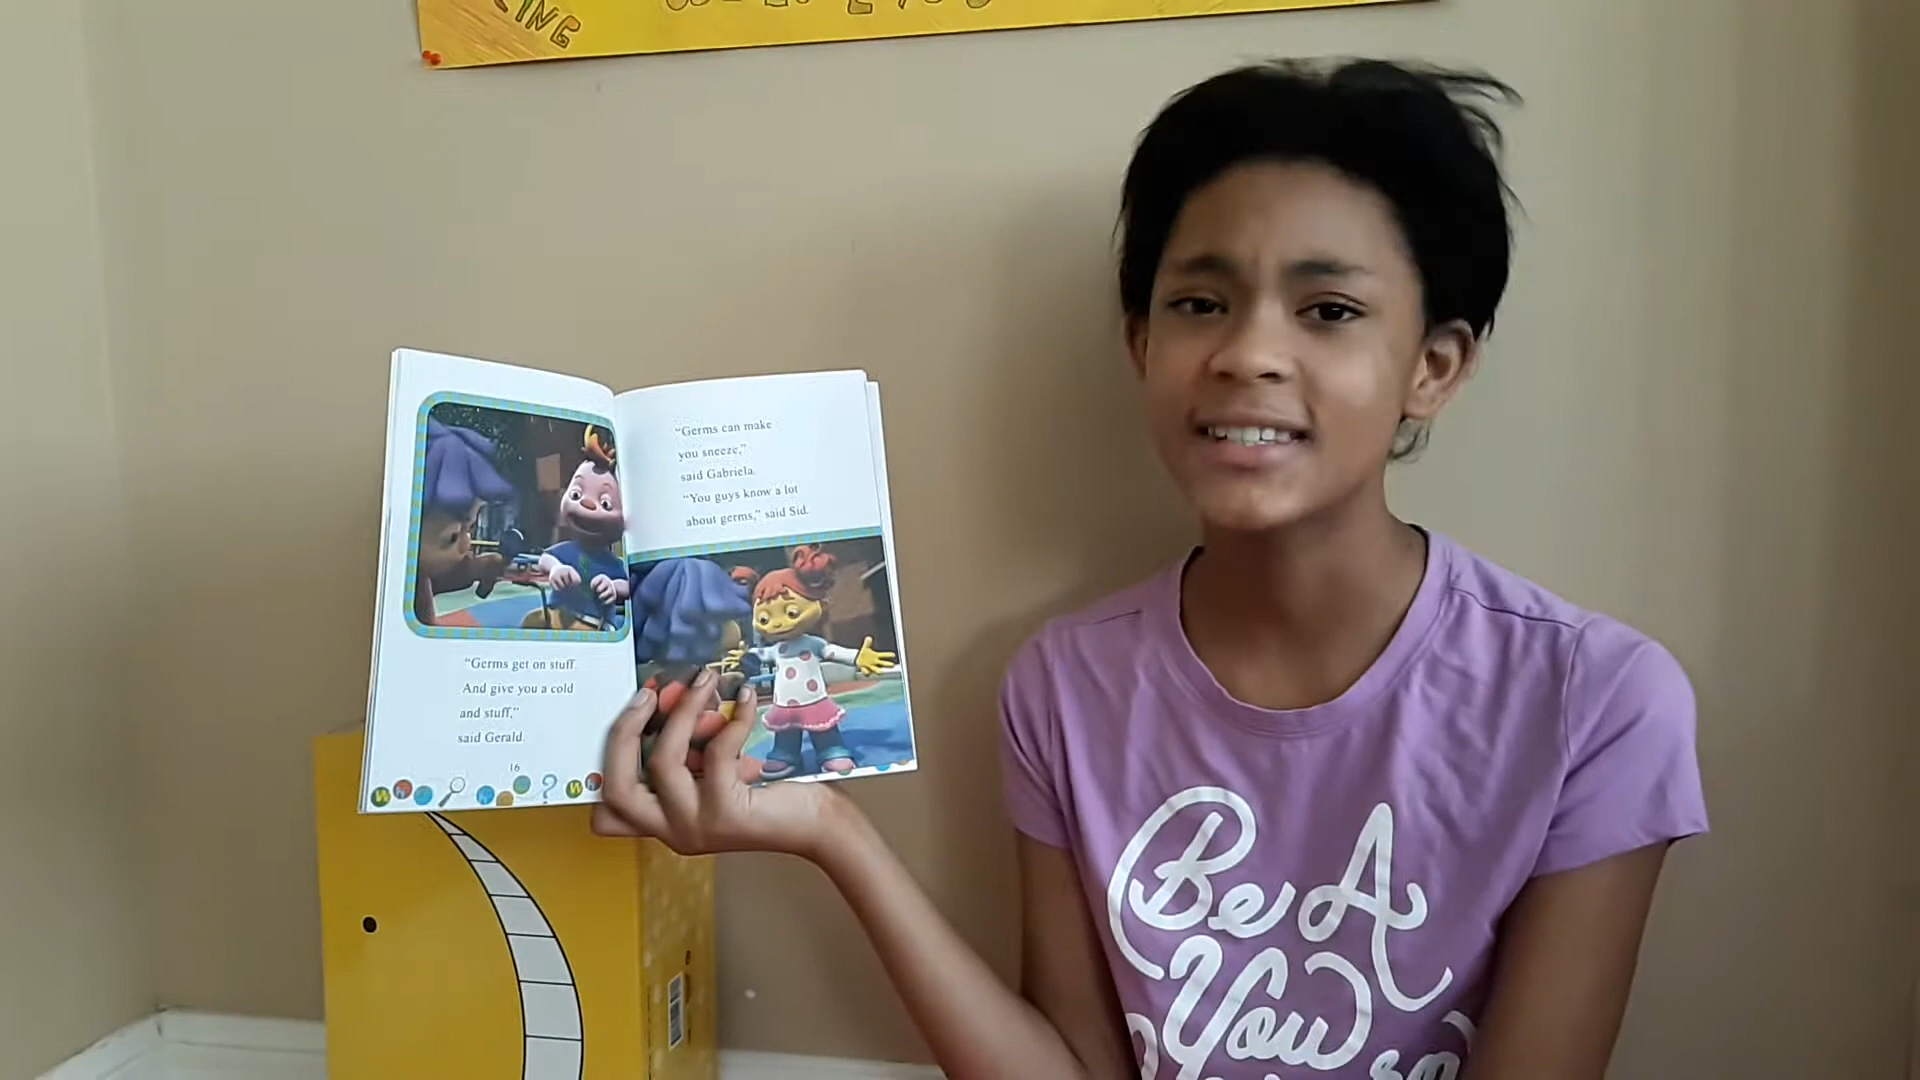 LING
"Germs can make
you sneeze,"
said Gabriela.
"You guys know a lot
about germs," said Sid.
"Germs get on stuff.
And give you a cold
and stuff,"
said Gerald.
16
Be A
You